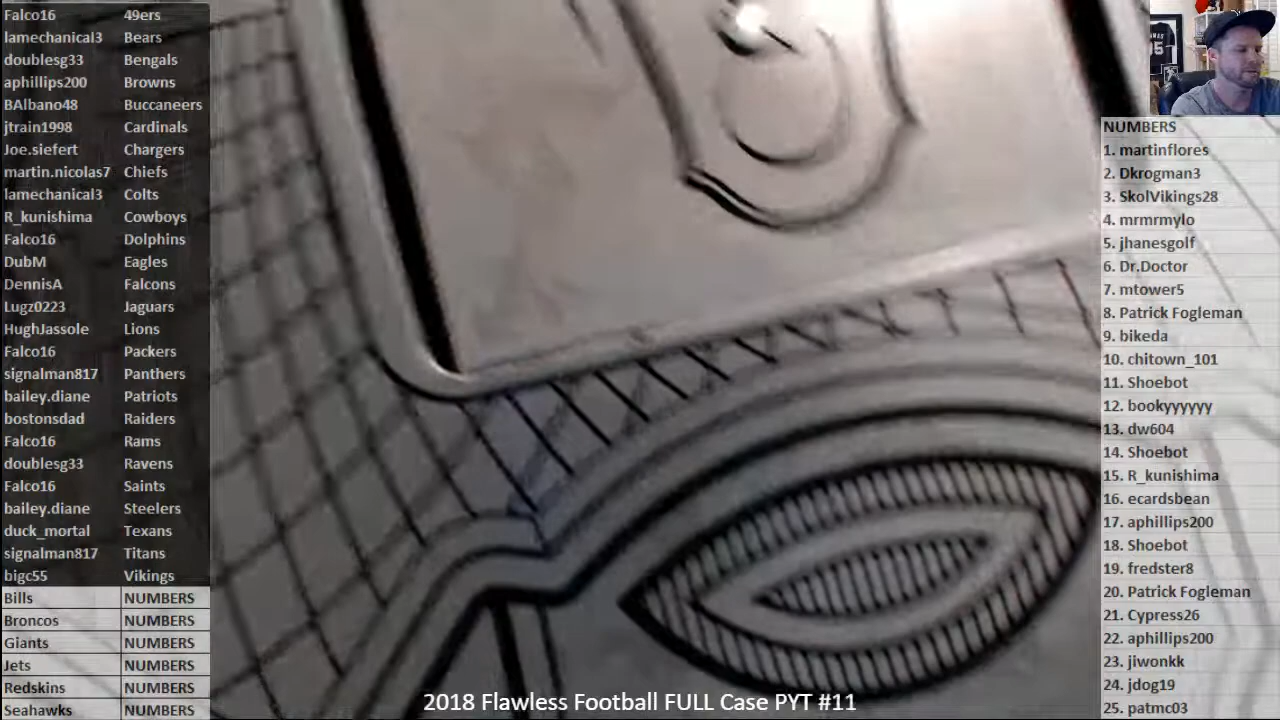 Falco16 49ers
lamechanical3 Bears
doublesg33 Bengals
aphillips200 Browns
BAlbano48 Buccaneers
jtrain1998 Cardinals
Joe.siefert Chargers
martin.nicolas7 Chiefs
lamechanical3 Colts
R_kunishima Cowboys
Falco16 Dolphins
DubM Eagles
DennisA Falcons
Lugz0223 Jaguars
HughJassole Lions
Falco16 Packers
signalman817 Panthers
bailey.diane Patriots
bostonsdad Raiders
Falco16 Rams
doublesg33 Ravens
Falco16 Saints
bailey.diane Steelers
duck_mortal Texans
signalman817 Titans
bigc55 Vikings
Bills NUMBERS
Broncos NUMBERS
Giants NUMBERS
Jets NUMBERS
Redskins NUMBERS
Seahawks NUMBERS
2018 Flawless Football FULL Case PYT #11
15
NUMBERS
1. martinflores
2. Dkrogman3
3. SkolVikings28
4. mrmrmylo
5. jhanesgolf
6. Dr.Doctor
7. mtower5
8. Patrick Fogleman
9. bikeda
10. chitown_101
11. Shoebot
12. bookyyyyyy
13. dw604
14. Shoebot
15. R_kunishima
16. ecardsbean
17. aphillips200
18. Shoebot
19. fredster8
20. Patrick Fogleman
21. Cypress26
22. aphillips200
23. jiwonkk
24. jdog19
25. patmc03